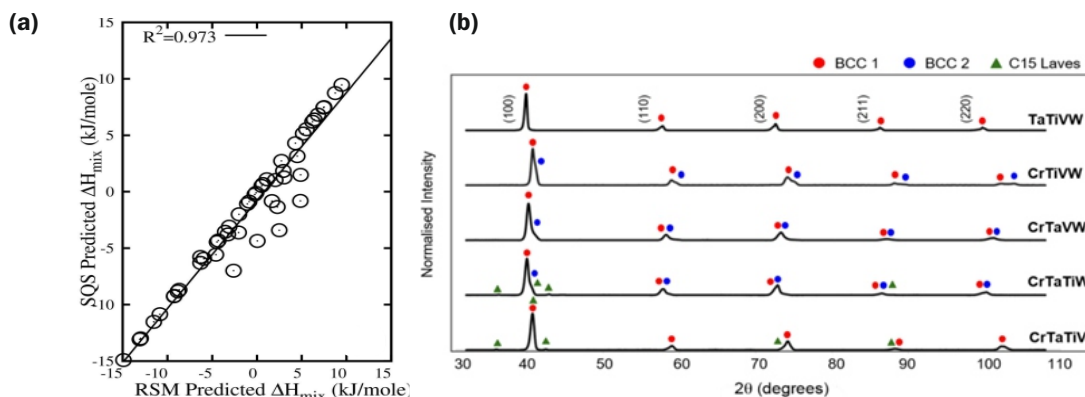 (a)
15
10
5
0
-5
-10
-15
R²=0.973
SQS Predicted ΔH_mix (kJ/mole)
-15 -10 -5 0 5 10 15
RSM Predicted ΔH_mix (kJ/mole)
(b)
BCC 1 BCC 2 C15 Laves
(100) (110) (200) (211) (220)
TaTiVW
CrTiVW
CrTaVW
CrTaTiW
CrTaTiV
Normalised Intensity
30 40 50 60 70 80 90 100 110
2θ (degrees)